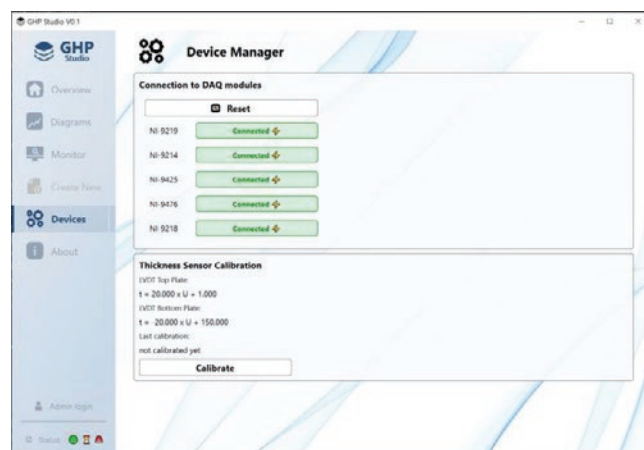 GHP Studio V0.1
GHP
Studio
Overview
Diagrams
Monitor
Create New
Devices
About
Admin login
Status:
Device Manager
Connection to DAQ modules
Reset
NI-9219 Connected
NI-9214 Connected
NI-9425 Connected
NI-9476 Connected
NI-9218 Connected
Thickness Sensor Calibration
LVDT Top Plate:
t = 20.000 x U + 1.000
LVDT Bottom Plate:
t = -20.000 x U + 150.000
Last calibration:
not calibrated yet
Calibrate